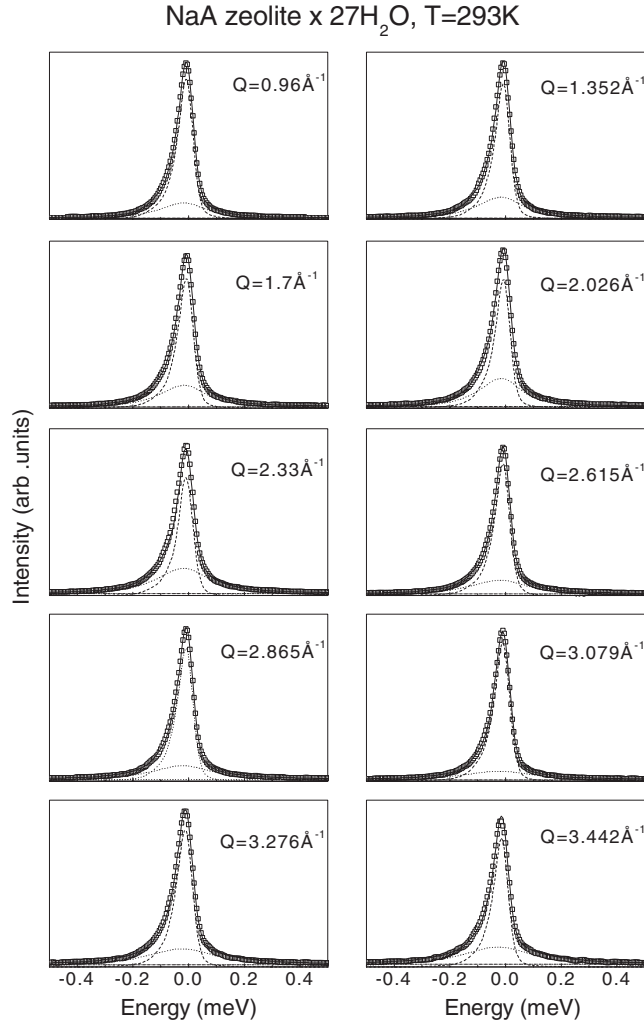 NaA zeolite x 27H₂O, T=293K
Q=0.96Å⁻¹
Q=1.352Å⁻¹
Q=1.7Å⁻¹
Q=2.026Å⁻¹
Q=2.33Å⁻¹
Q=2.615Å⁻¹
Q=2.865Å⁻¹
Q=3.079Å⁻¹
Q=3.276Å⁻¹
Q=3.442Å⁻¹
Intensity (arb .units)
-0.4 -0.2 0.0 0.2 0.4
-0.4 -0.2 0.0 0.2 0.4
Energy (meV)
Energy (meV)